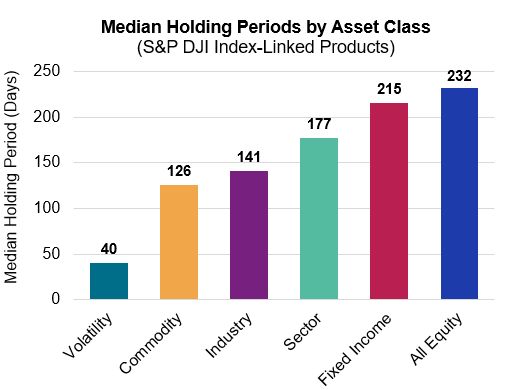 Median Holding Periods by Asset Class
(S&P DJI Index-Linked Products)
Median Holding Period (Days)
250
200
150
100
50
0
40
126
141
177
215
232
Volatility
Commodity
Industry
Sector
Fixed Income
All Equity